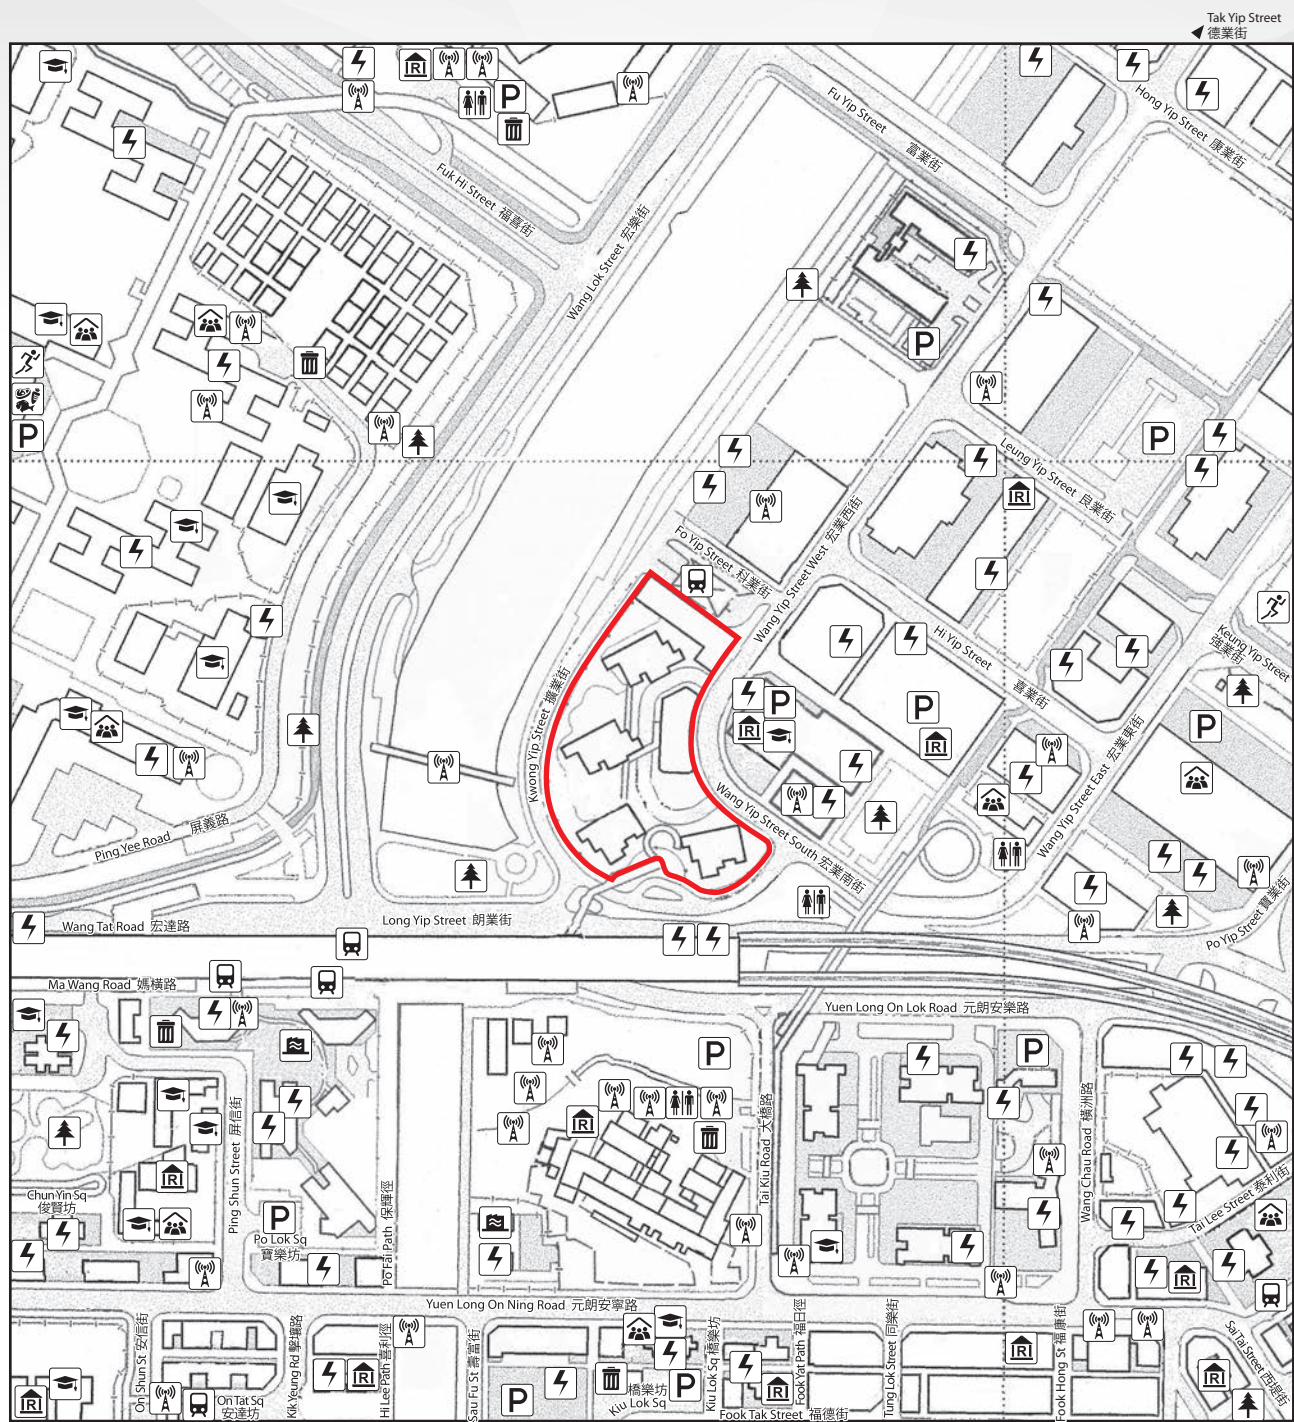 Tak Yip Street
德業街
Fu Yip Street 富業街
Hong Yip Street 康業街
Fuk Hi Street 福喜街
Wang Lok Street 宏樂街
Leung Yip Street 良業街
Fo Yip Street 科業街
Wang Yip Street West 宏業西街
Hi Yip Street 喜業街
Keung Yip Street
強業街
Kwong Yip Street 擴業街
Wang Yip Street East 宏業東街
Wang Yip Street South 宏業南街
Ping Yee Road 屏義路
Po Yip Street 寶業街
Long Yip Street 朗業街
Wang Tat Road 宏達路
Ma Wang Road 媽橫路
Yuen Long On Lok Road 元朗安樂路
Ping Shun Street 屏信街
Tai Kiu Road 大橋路
Wang Chau Road 橫洲路
Chun Yin Sq
俊賢坊
Po Fai Path 保輝徑
Po Lok Sq
寶樂坊
Tai Lee Street 泰利街
Yuen Long On Ning Road 元朗安寧路
On Shun St 安信街
Kik Keung Rd 擊壤路
Hi Lee Path 喜利徑
Sau Fu St 壽富街
Kiu Lok Sq 橋樂坊
Fook Yat Path 福日徑
Tung Lok Street 同樂街
Fook Hong St 福康街
Sai Tai Street 西堤街
On Tat Sq
安達坊
橋樂坊
Kiu Lok Sq
Fook Tak Street 福德街
P
P
P
P
P
P
P
P
P
P
P
P
P